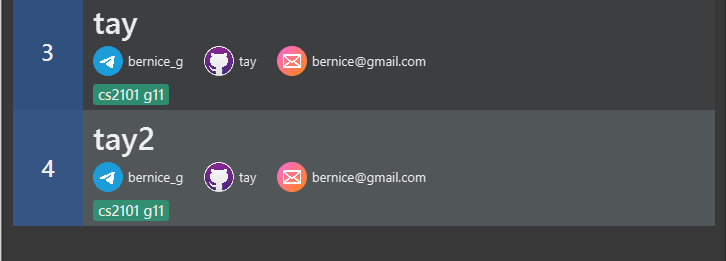 3
tay
bernice_g tay bernice@gmail.com
cs2101 g11
4
tay2
bernice_g tay bernice@gmail.com
cs2101 g11